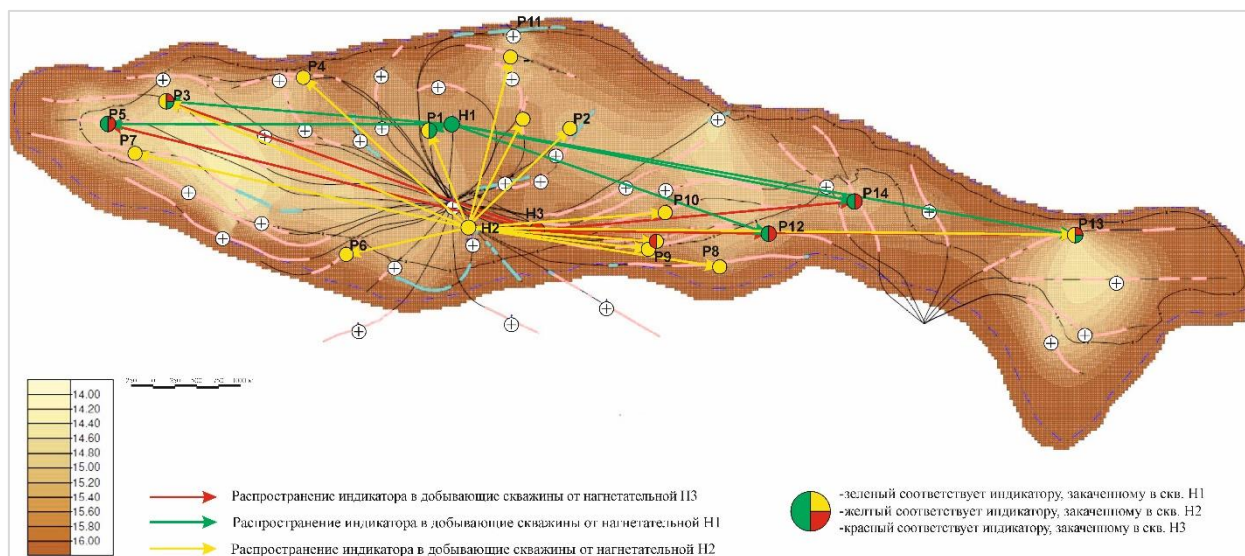 P11
P4
P3
P5
P1
H1
P2
P7
P10
P14
H3
H2
P12
P13
P6
P9
P8
14.00
14.20
14.40
14.60
14.80
15.00
15.20
15.40
15.60
15.80
16.00
Распространение индикатора в добывающие скважины от нагнетательной Н3
Распространение индикатора в добывающие скважины от нагнетательной Н1
Распространение индикатора в добывающие скважины от нагнетательной Н2
-зеленый соответствует индикатору, закаченному в скв. Н1
-желтый соответствует индикатору, закаченному в скв. Н2
-красный соответствует индикатору, закаченному в скв. Н3